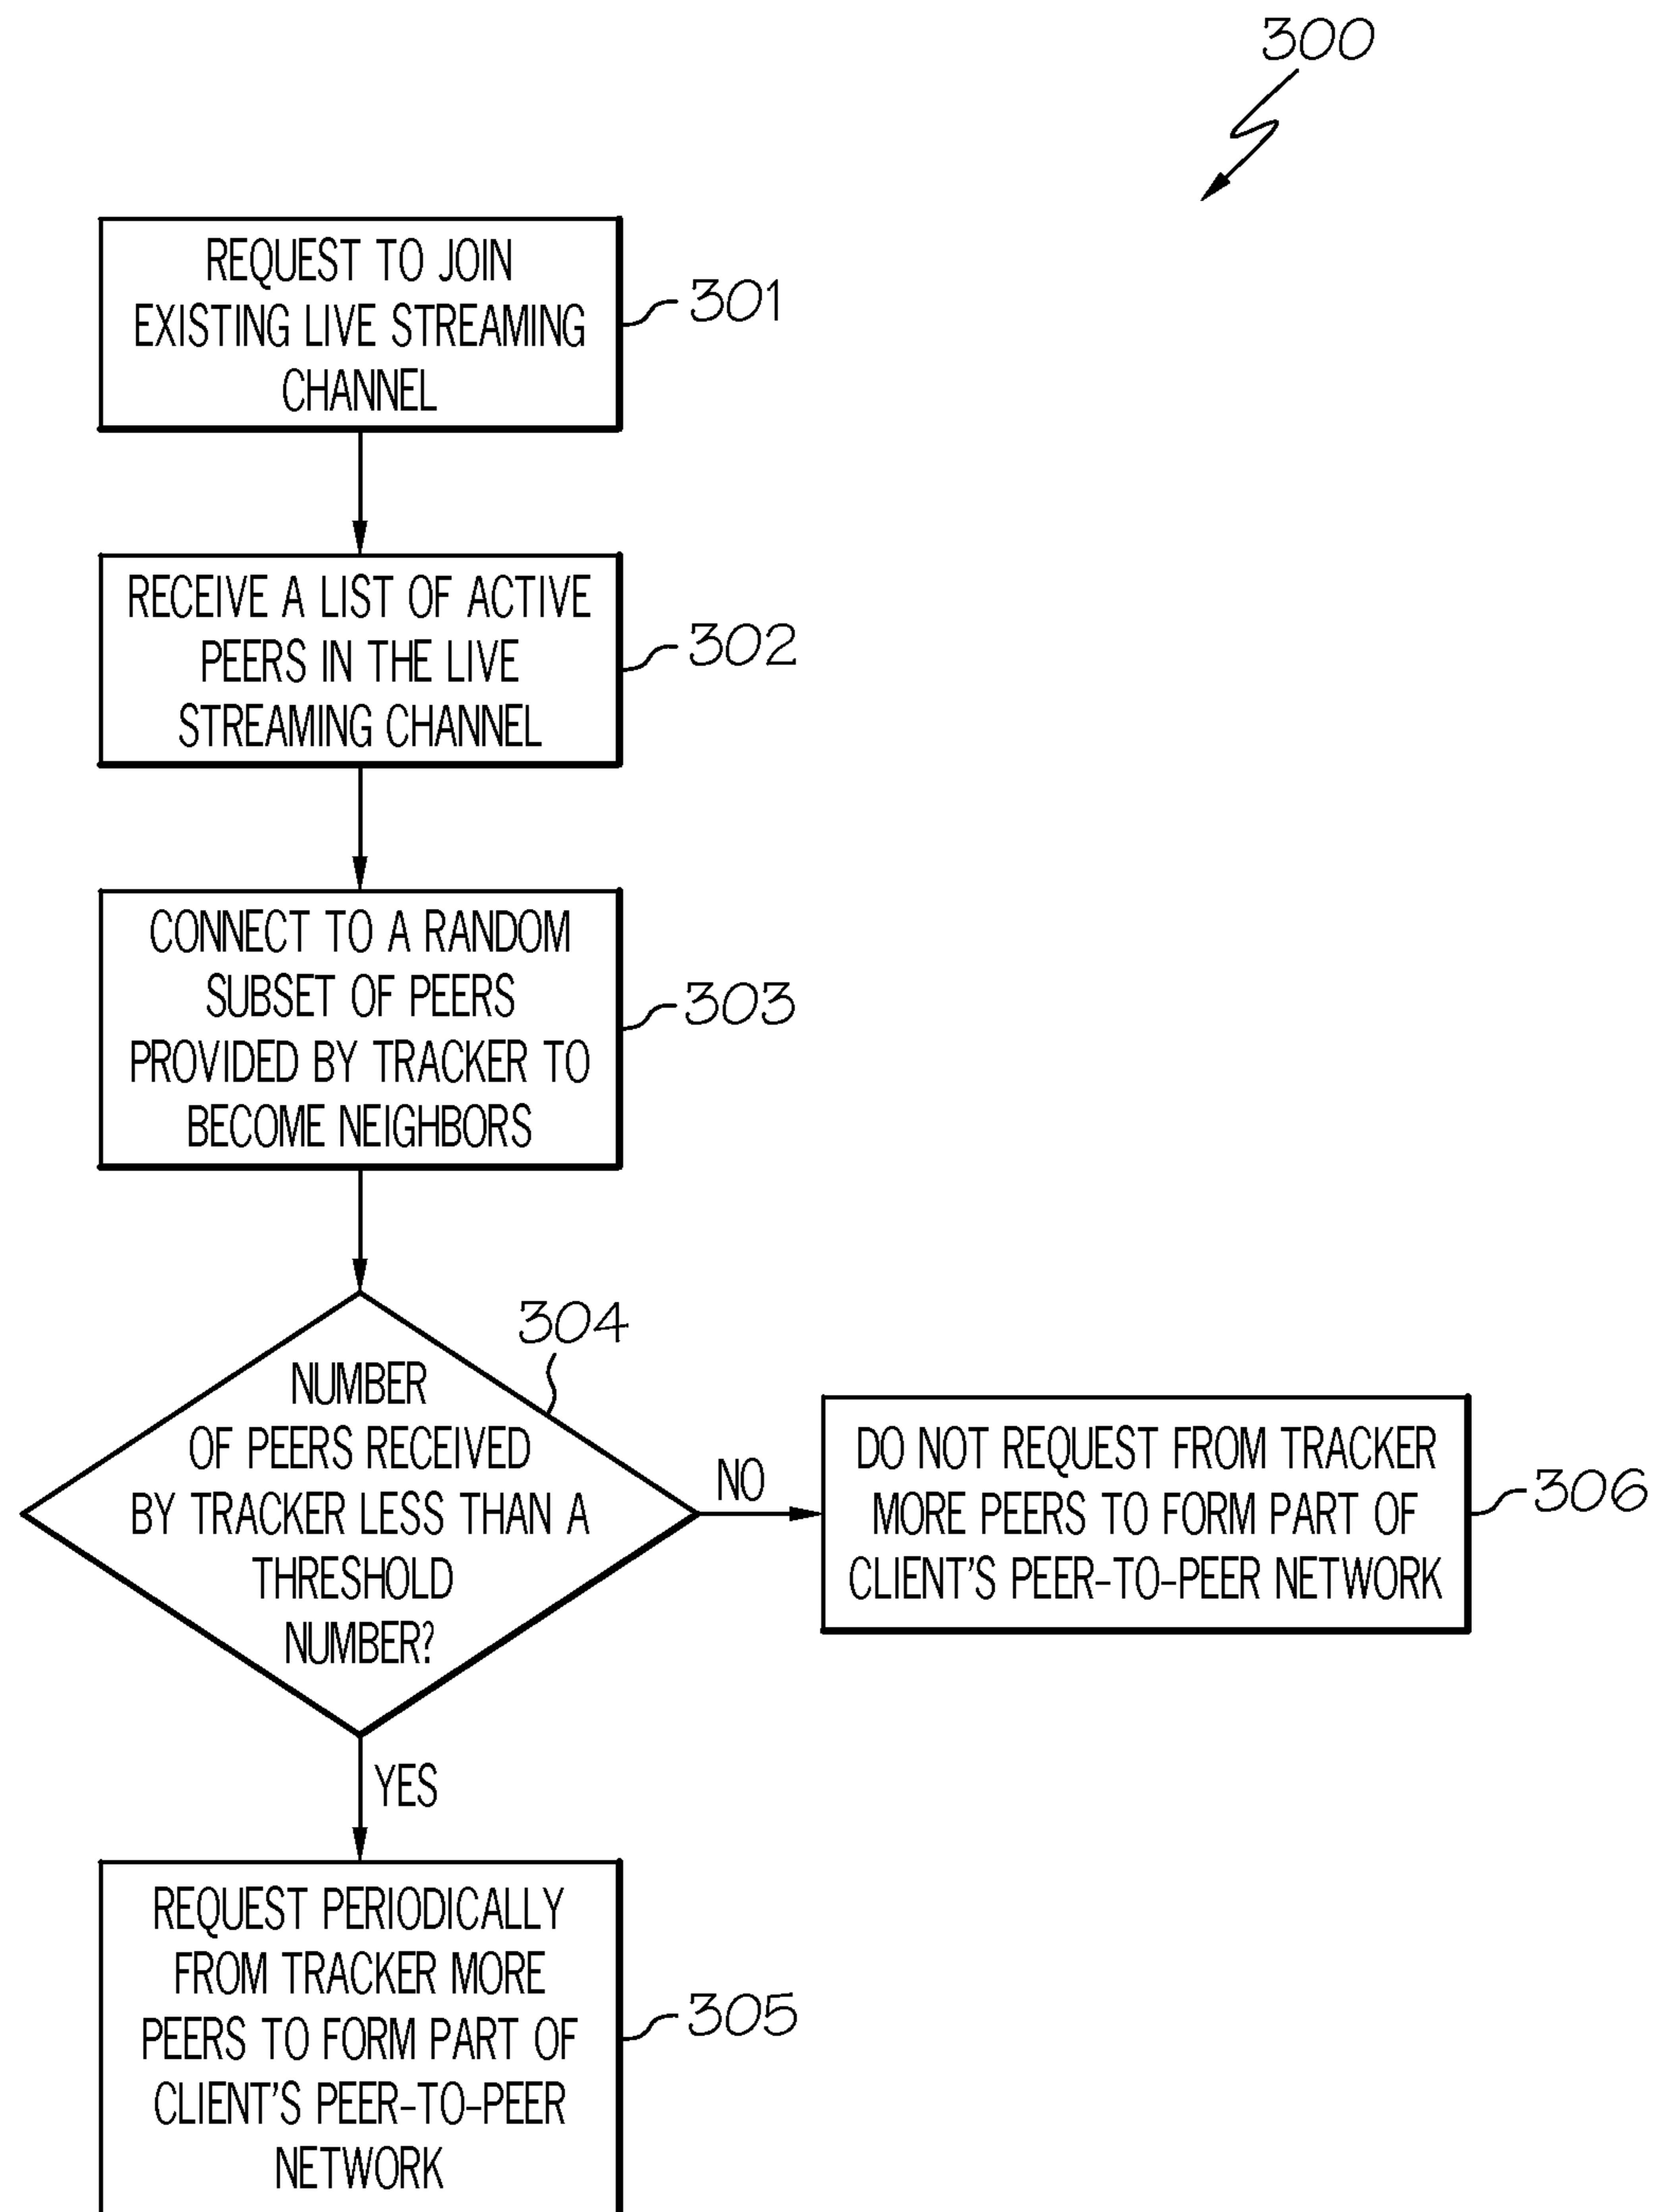 300
REQUEST TO JOIN
EXISTING LIVE STREAMING
CHANNEL
301
RECEIVE A LIST OF ACTIVE
PEERS IN THE LIVE
STREAMING CHANNEL
302
CONNECT TO A RANDOM
SUBSET OF PEERS
PROVIDED BY TRACKER TO
BECOME NEIGHBORS
303
304
NUMBER
OF PEERS RECEIVED
BY TRACKER LESS THAN A
THRESHOLD
NUMBER?
NO
DO NOT REQUEST FROM TRACKER
MORE PEERS TO FORM PART OF
CLIENT'S PEER-TO-PEER NETWORK
306
YES
REQUEST PERIODICALLY
FROM TRACKER MORE
PEERS TO FORM PART OF
CLIENT'S PEER-TO-PEER
NETWORK
305